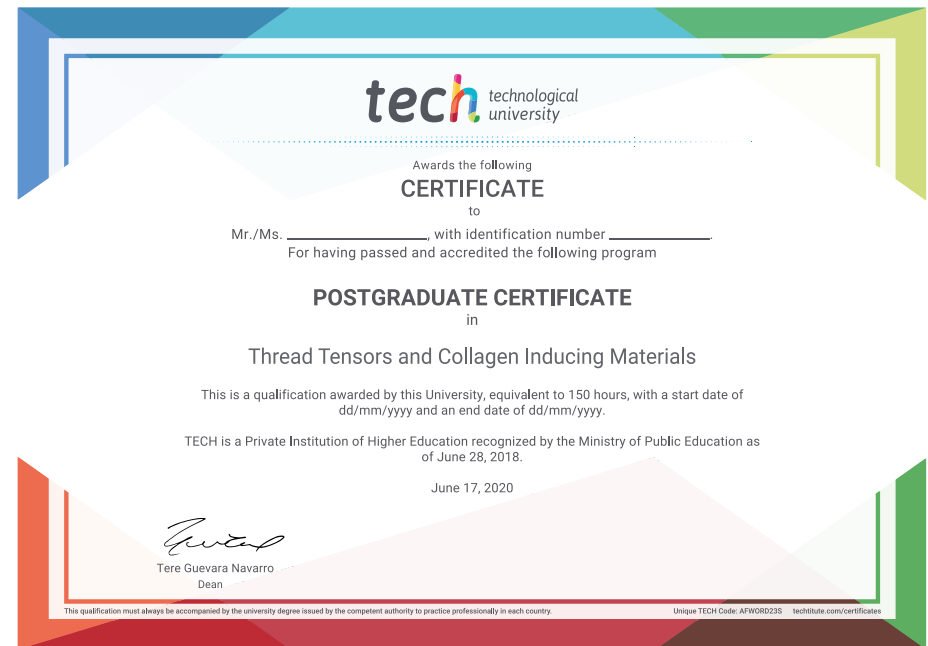 tech technological
university
Awards the following
CERTIFICATE
to
Mr./Ms. ____________________, with identification number ______________.
For having passed and accredited the following program
POSTGRADUATE CERTIFICATE
in
Thread Tensors and Collagen Inducing Materials
This is a qualification awarded by this University, equivalent to 150 hours, with a start date of
dd/mm/yyyy and an end date of dd/mm/yyyy.
TECH is a Private Institution of Higher Education recognized by the Ministry of Public Education as
of June 28, 2018.
June 17, 2020
Tere Guevara Navarro
Dean
This qualification must always be accompanied by the university degree issued by the competent authority to practice professionally in each country.
Unique TECH Code: AFWORD23S techtitute.com/certificates